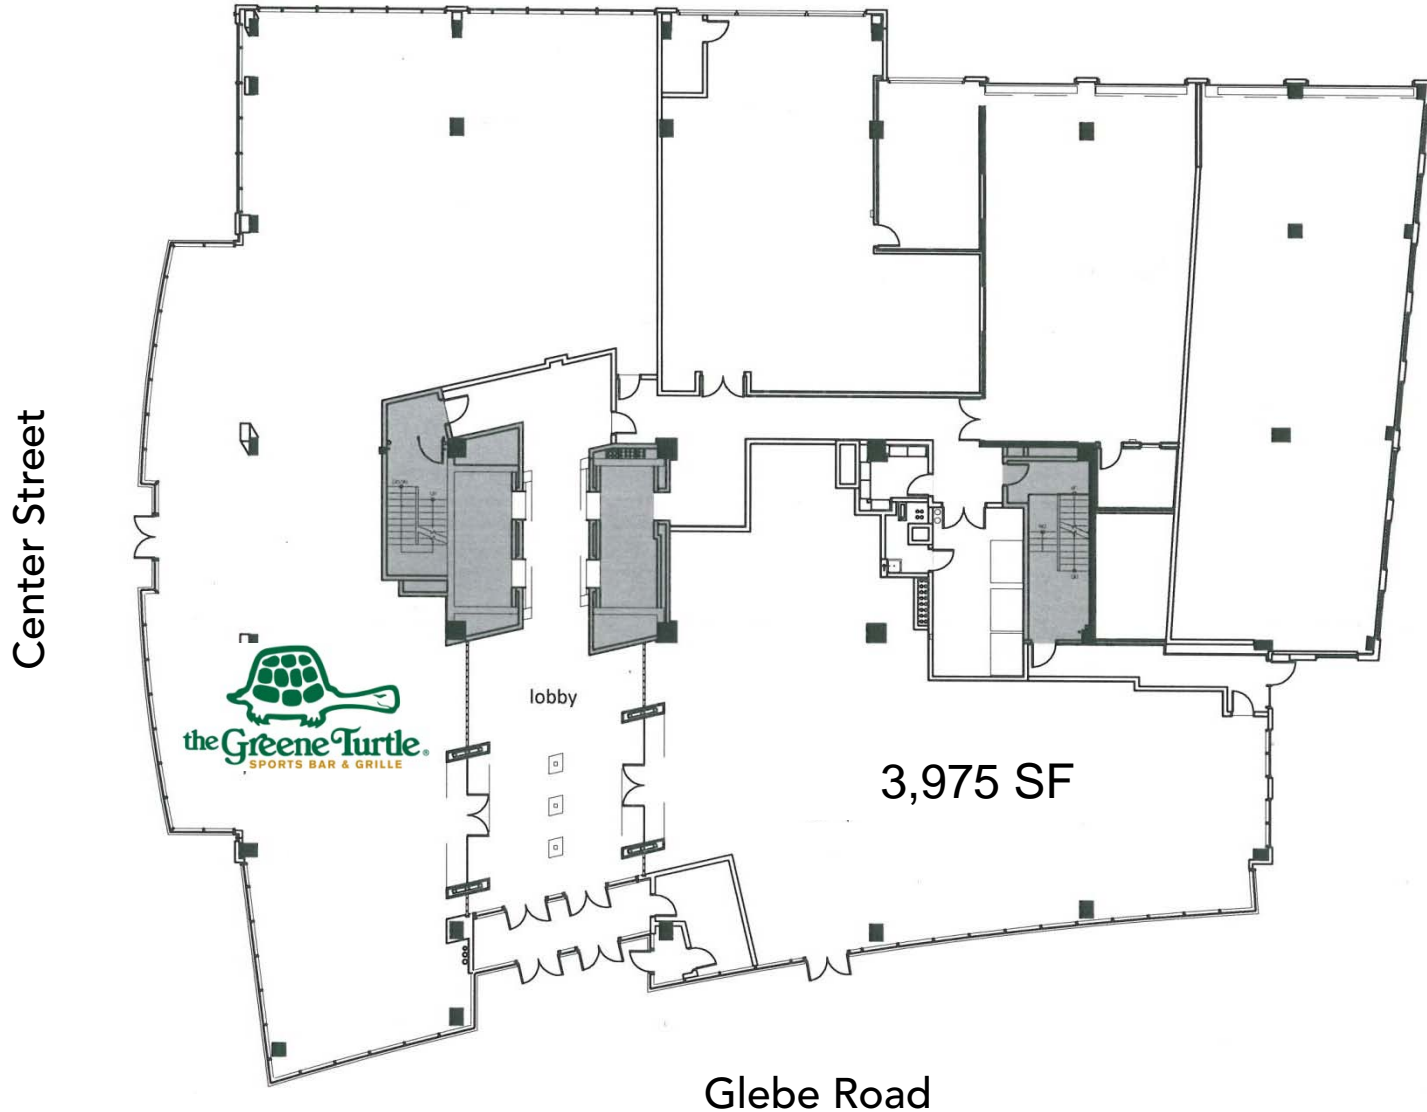 Center Street
lobby
the Greene Turtle®
SPORTS BAR & GRILLE
3,975 SF
Glebe Road